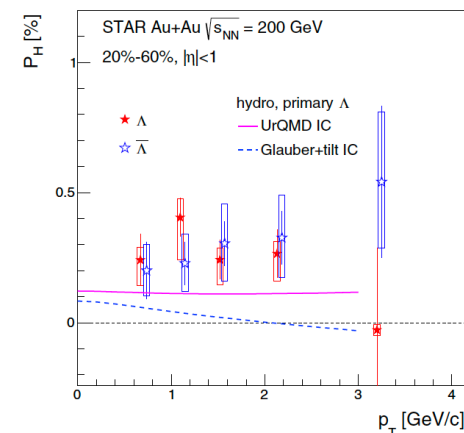 STAR Au+Au √s_NN = 200 GeV
20%-60%, |η|<1
P_H [%]
hydro, primary Λ
Λ
UrQMD IC
Λ̅
Glauber+tilt IC
1
0.5
0
0 1 2 3 4
p_T [GeV/c]